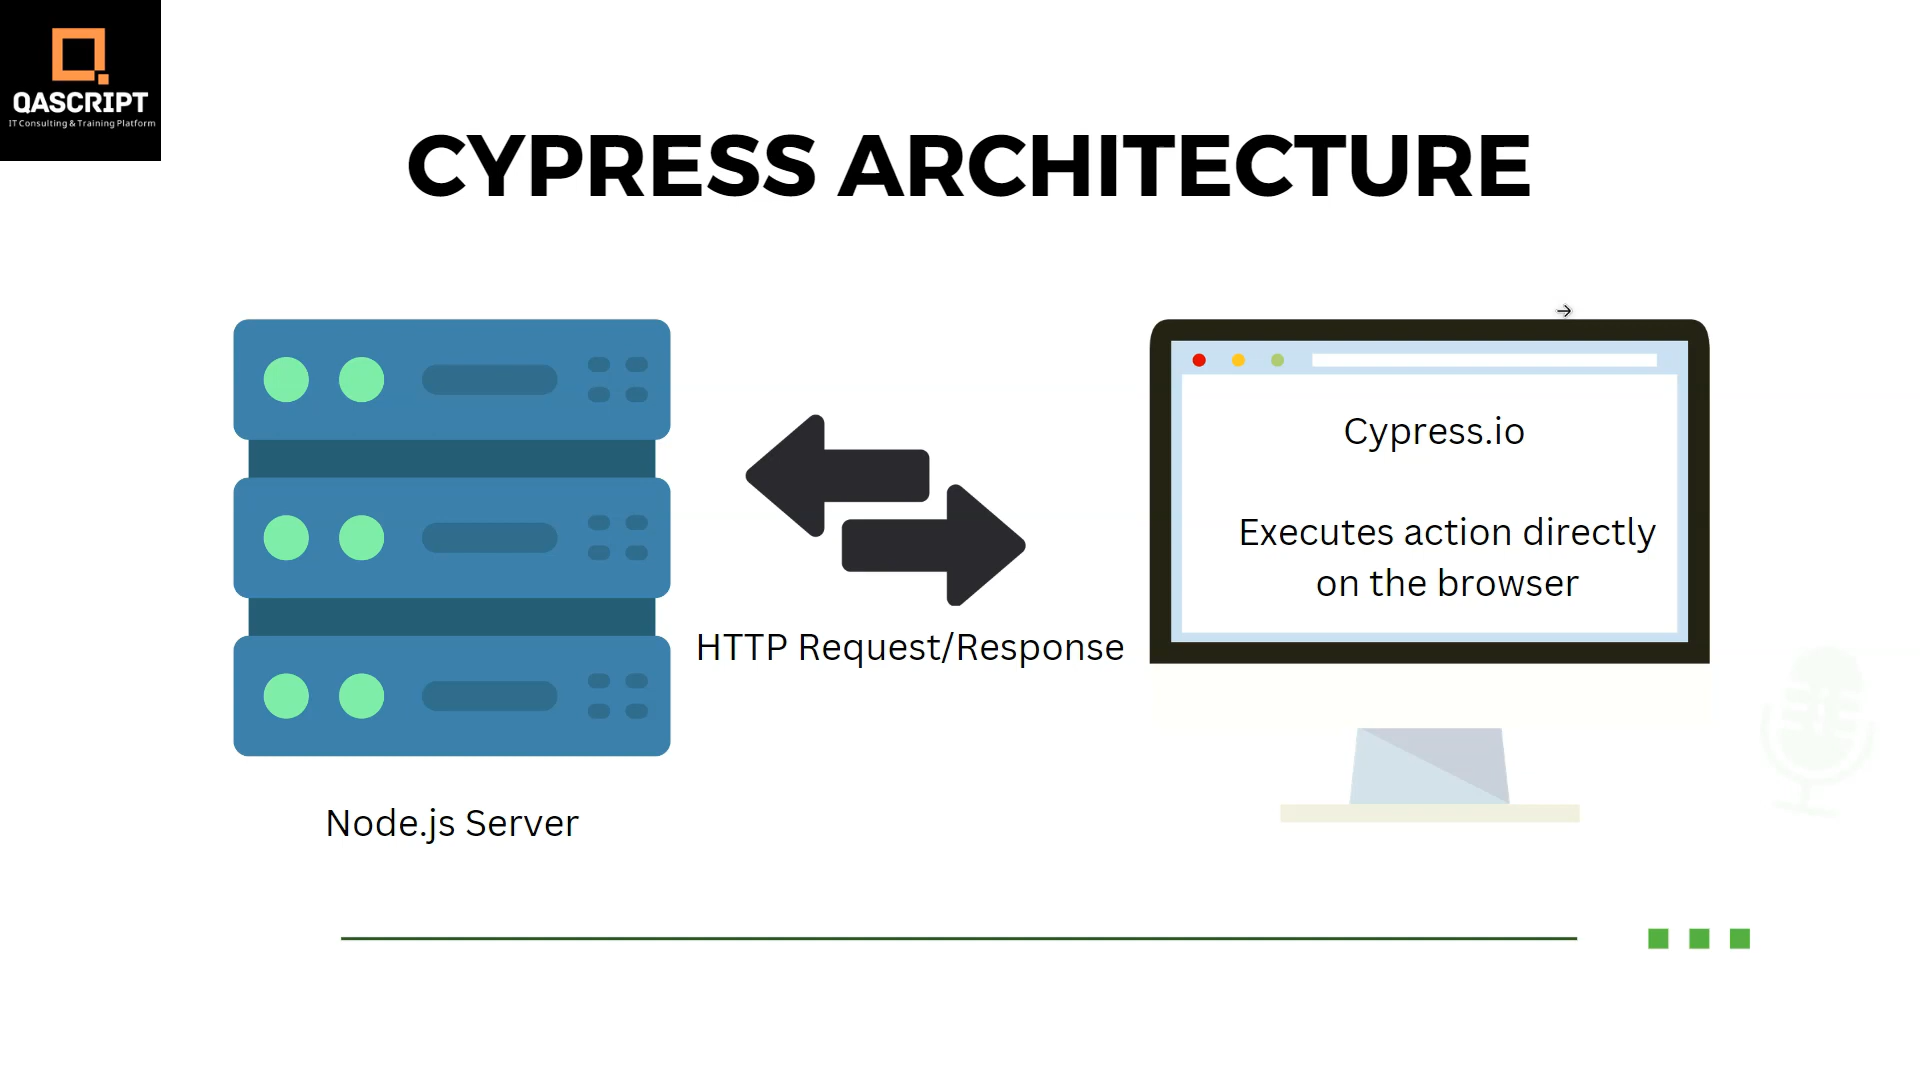 QASCRIPT
IT Consulting & Training Platform
CYPRESS ARCHITECTURE
Cypress.io
Executes action directly
on the browser
HTTP Request/Response
Node.js Server